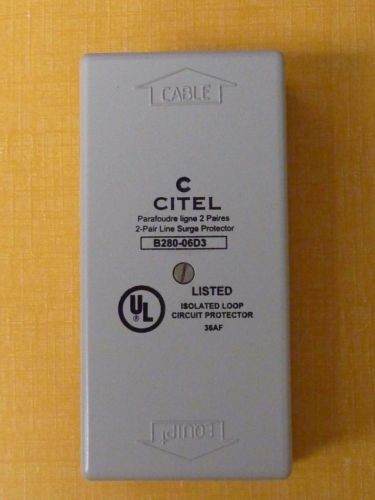 CABLE
C
CITEL
Parafoudre ligne 2 Paires
2-Pair Line Surge Protector
B280-06D3
UL
LISTED
ISOLATED LOOP
CIRCUIT PROTECTOR
36AF
EQUIPT